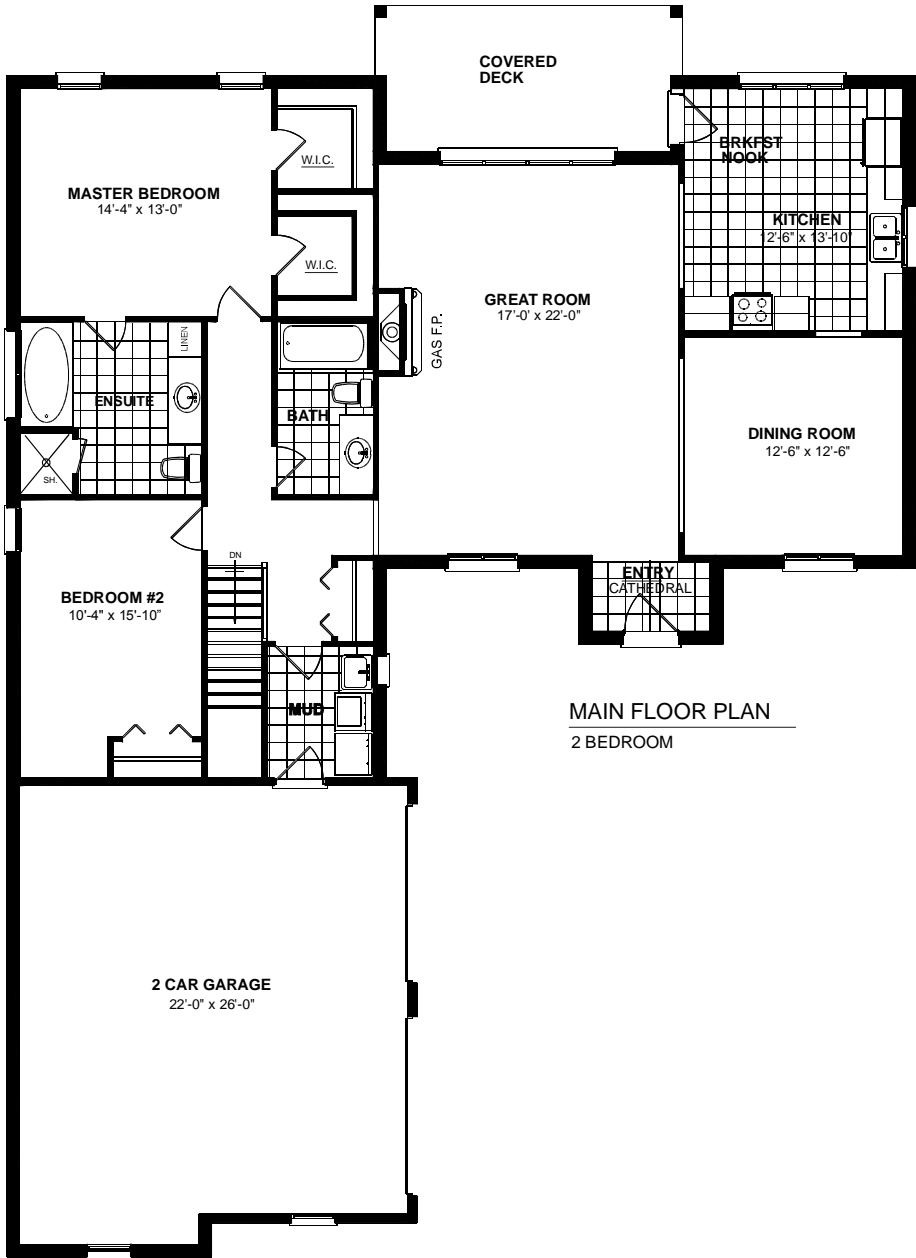 COVERED
DECK
BRKFST
NOOK
W.I.C.
MASTER BEDROOM
14'-4" x 13'-0"
KITCHEN
12'-6" x 13'-10"
W.I.C.
GREAT ROOM
17'-0' x 22'-0"
GAS F.P.
LINEN
ENSUITE
BATH
DINING ROOM
12'-6" x 12'-6"
SH.
DN
ENTRY
CATHEDRAL
BEDROOM #2
10'-4" x 15'-10"
MUD
MAIN FLOOR PLAN
2 BEDROOM
2 CAR GARAGE
22'-0" x 26'-0"